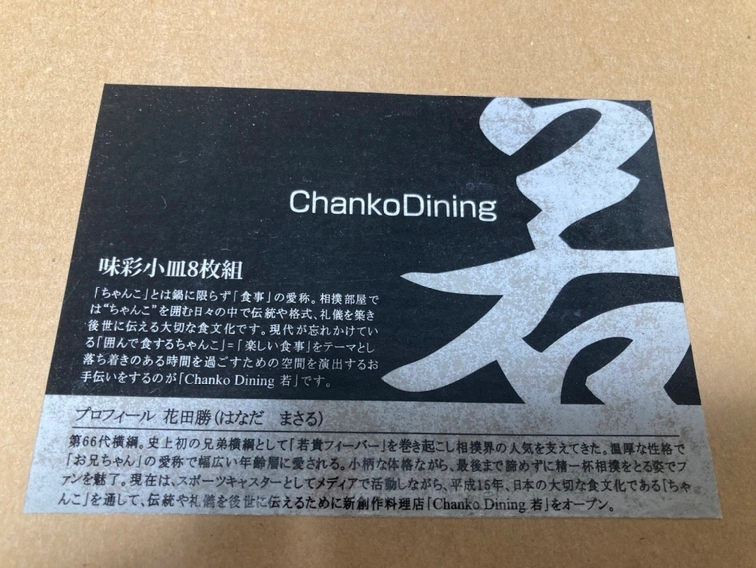 ChankoDining
若
味彩小皿8枚組
「ちゃんこ」とは鍋に限らず「食事」の愛称。相撲部屋で
は“ちゃんこ”を囲む日々の中で伝統や格式、礼儀を築き
後世に伝える大切な食文化です。現代が忘れかけてい
る「囲んで食するちゃんこ」=「楽しい食事」をテーマとし
落ち着きのある時間を過ごすための空間を演出するお
手伝いをするのが「Chanko Dining 若」です。
プロフィール 花田勝(はなだ まさる)
第66代横綱。史上初の兄弟横綱として「若貴フィーバー」を巻き起こし相撲界の人気を支えてきた。温厚な性格で
「お兄ちゃん」の愛称で幅広い年齢層に愛される。小柄な体格ながら、最後まで諦めずに精一杯相撲をとる姿でフ
ァンを魅了。現在は、スポーツキャスターとしてメディアで活動しながら、平成15年、日本の大切な食文化である「ちゃ
んこ」を通して、伝統や礼儀を後世に伝えるために新創作料理店「Chanko Dining 若」をオープン。